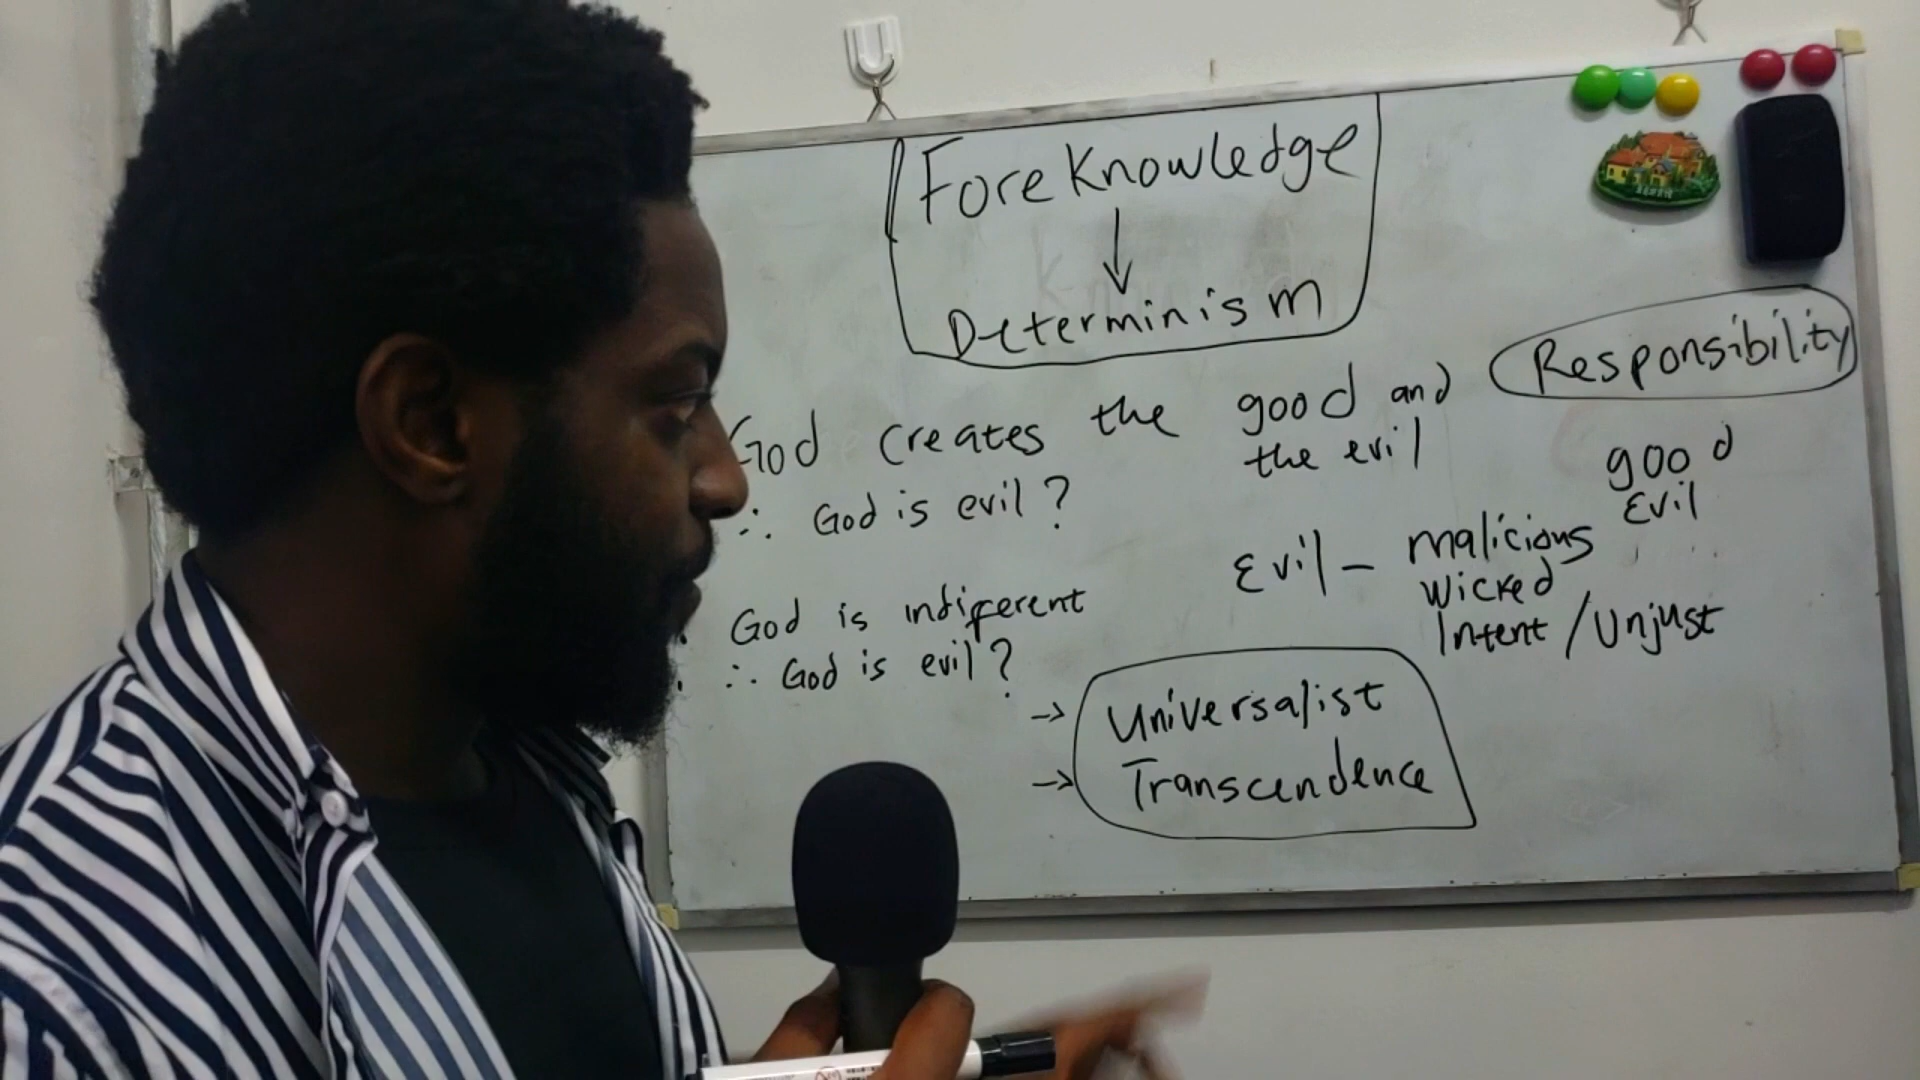 ForeKnowledge
↓
Determinism
Responsibility
God creates the good and
the evil
∴ God is evil?
good
Evil
Evil – malicious
wicked
Intent / Unjust
God is indifferent
∴ God is evil?
→ Universalist
→ Transcendence